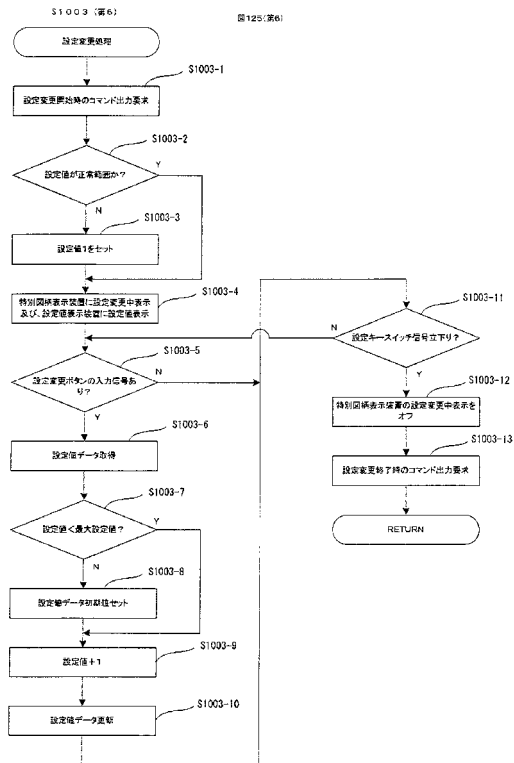 S1003 (第6)
図125(第6)
設定変更処理
S1003-1
設定変更開始時のコマンド出力要求
S1003-2
設定値が正常範囲か?
Y
N
S1003-3
設定値1をセット
S1003-4
特別図柄表示装置に設定変更中表示
及び、設定値表示装置に設定値表示
S1003-5
設定変更ボタンの入力信号あ
り?
N
Y
S1003-6
設定値データ取得
S1003-7
設定値<最大設定値?
Y
N
S1003-8
設定値データ初期値セット
S1003-9
設定値+1
S1003-10
設定値データ更新
S1003-11
設定キースイッチ信号立下り?
N
Y
S1003-12
特別図柄表示装置の設定変更中表示を
オフ
S1003-13
設定変更終了時のコマンド出力要求
RETURN